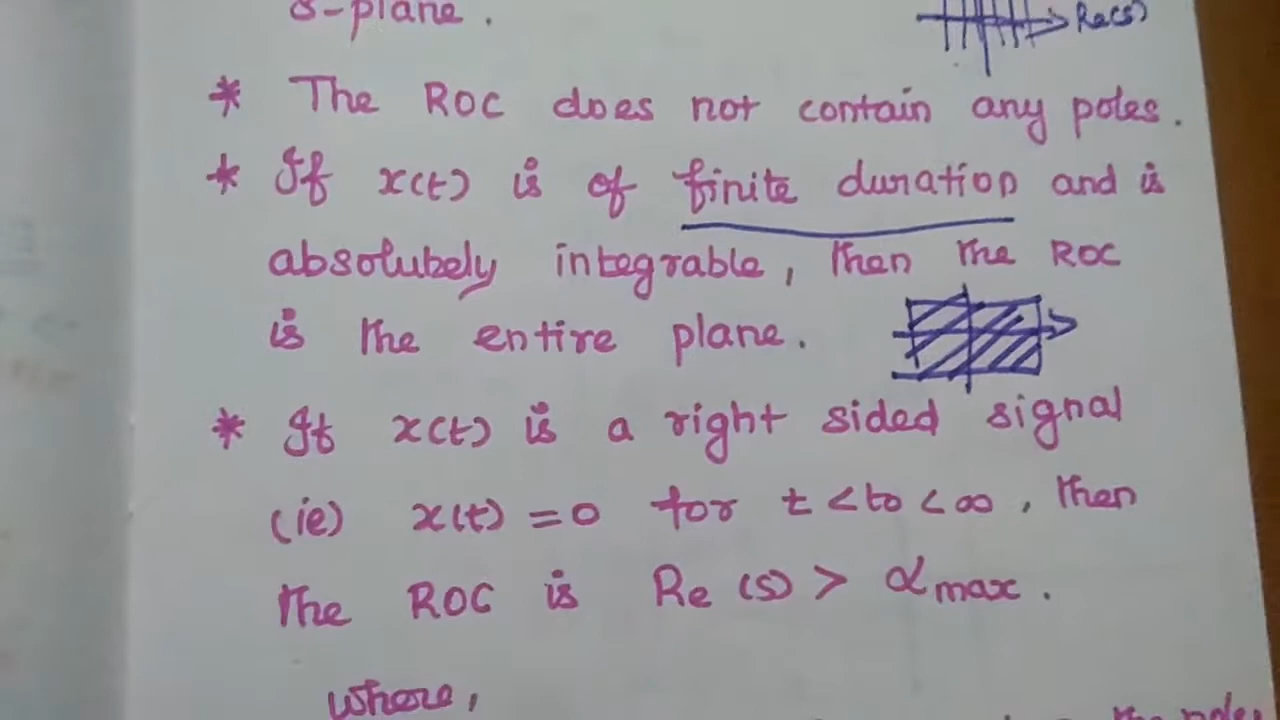 s-plane.
Re(s)
* The ROC does not contain any poles.
* If x(t) is of finite duration and is
absolutely integrable, then the ROC
is the entire plane.
* If x(t) is a right sided signal
(ie) x(t) = 0 for t < to < ∞, then
the ROC is Re (s) > αmax.
where,
the